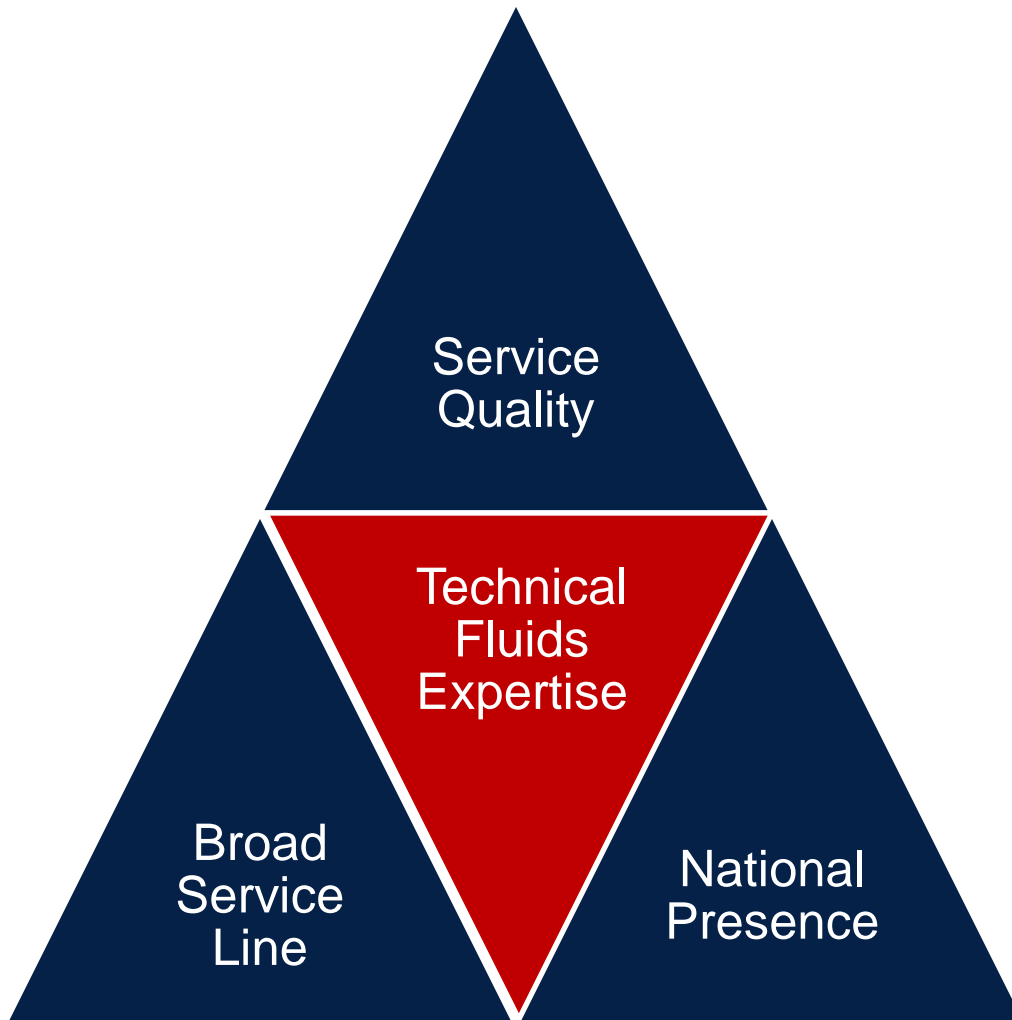 Service
Quality
Technical
Fluids
Expertise
Broad
Service
Line
National
Presence